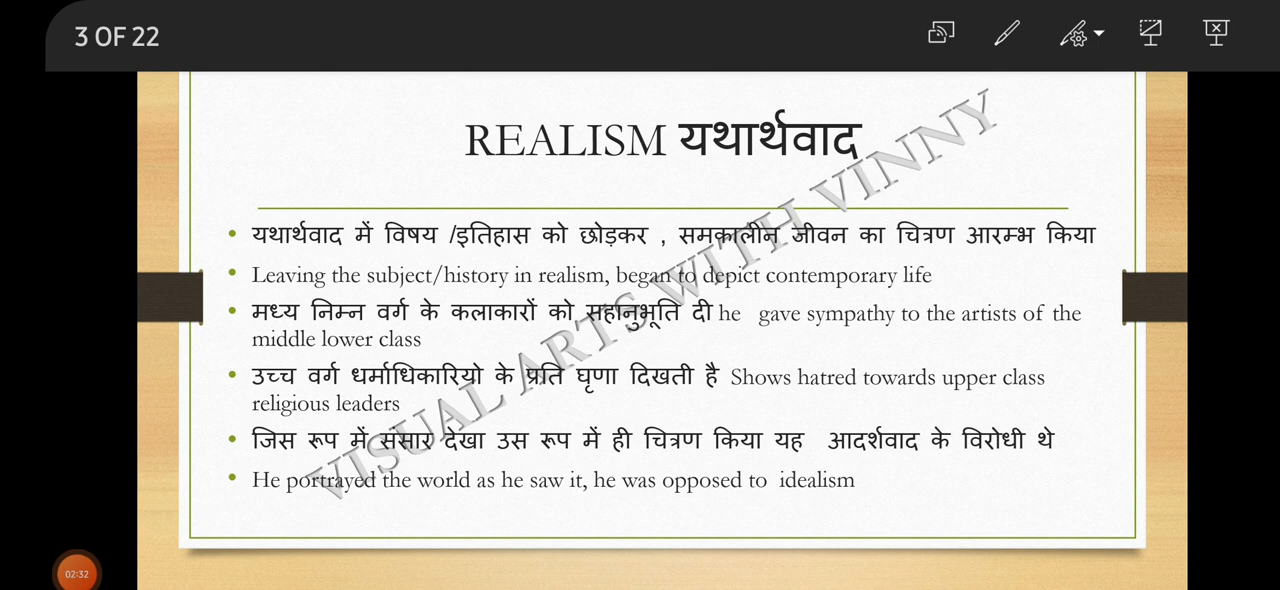 3 OF 22
REALISM यथार्थवाद
यथार्थवाद में विषय /इतिहास को छोड़कर , समकालीन जीवन का चित्रण आरम्भ किया
Leaving the subject/history in realism, began to depict contemporary life
मध्य निम्न वर्ग के कलाकारों को सहानुभूति दी he gave sympathy to the artists of the
middle lower class
उच्च वर्ग धर्माधिकारियो के प्रति घृणा दिखती है Shows hatred towards upper class
religious leaders
जिस रूप में संसार देखा उस रूप में ही चित्रण किया यह आदर्शवाद के विरोधी थे
He portrayed the world as he saw it, he was opposed to idealism
VISUAL ARTS WITH VINNY
02:32